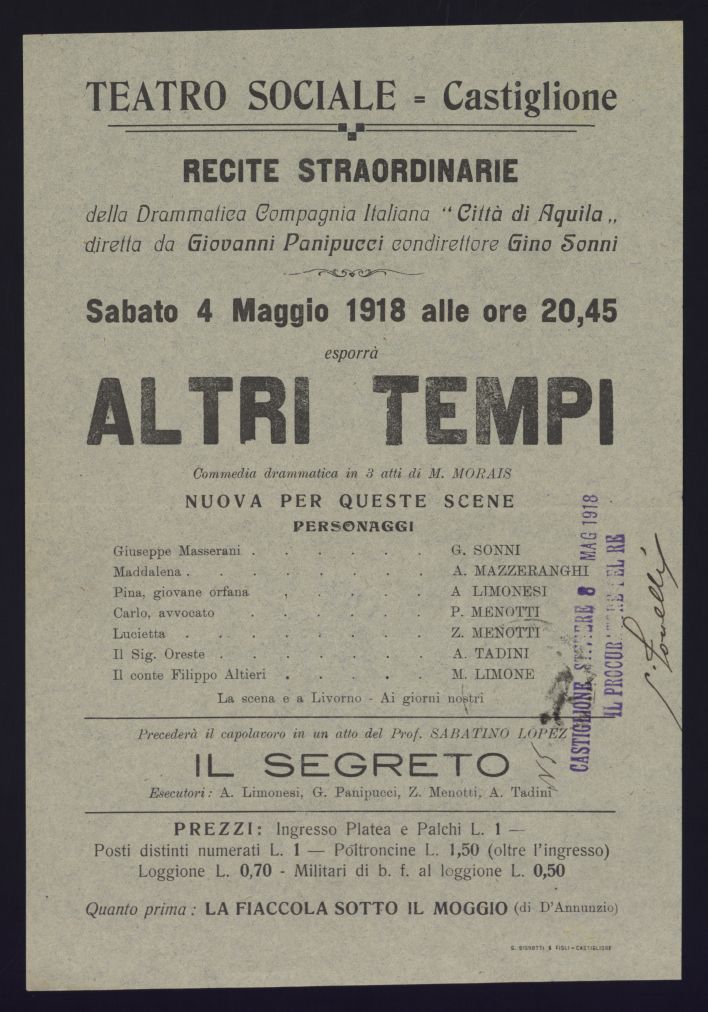 TEATRO SOCIALE = Castiglione
RECITE STRAORDINARIE
della Drammatica Compagnia Italiana " Città di Aquila „
diretta da Giovanni Panipucci condirettore Gino Sonni
Sabato 4 Maggio 1918 alle ore 20,45
esporrà
ALTRI TEMPI
Commedia drammatica in 3 atti di M. MORAIS
NUOVA PER QUESTE SCENE
PERSONAGGI
Giuseppe Masserani . . . . . . G. SONNI
Maddalena . . . . . . . . A. MAZZERANGHI
Pina, giovane orfana . . . . . A LIMONESI
Carlo, avvocato . . . . . . P. MENOTTI
Lucietta . . . . . . . . Z. MENOTTI
Il Sig. Oreste . . . . . . . A. TADINI
Il conte Filippo Altieri . . . . . M. LIMONE
La scena e a Livorno - Ai giorni nostri
Precederà il capolavoro in un atto del Prof. SABATINO LOPEZ
IL SEGRETO
Esecutori : A. Limonesi, G. Panipucci, Z. Menotti, A. Tadini
PREZZI: Ingresso Platea e Palchi L. 1 —
Posti distinti numerati L. 1 — Poltroncine L. 1,50 (oltre l'ingresso)
Loggione L. 0,70 - Militari di b. f. al loggione L. 0,50
Quanto prima : LA FIACCOLA SOTTO IL MOGGIO (di D'Annunzio)
G. BIGNOTTI & FIGLI - CASTIGLIONE
CASTIGLIONE 8 MAG 1918
IL PROCUR RE